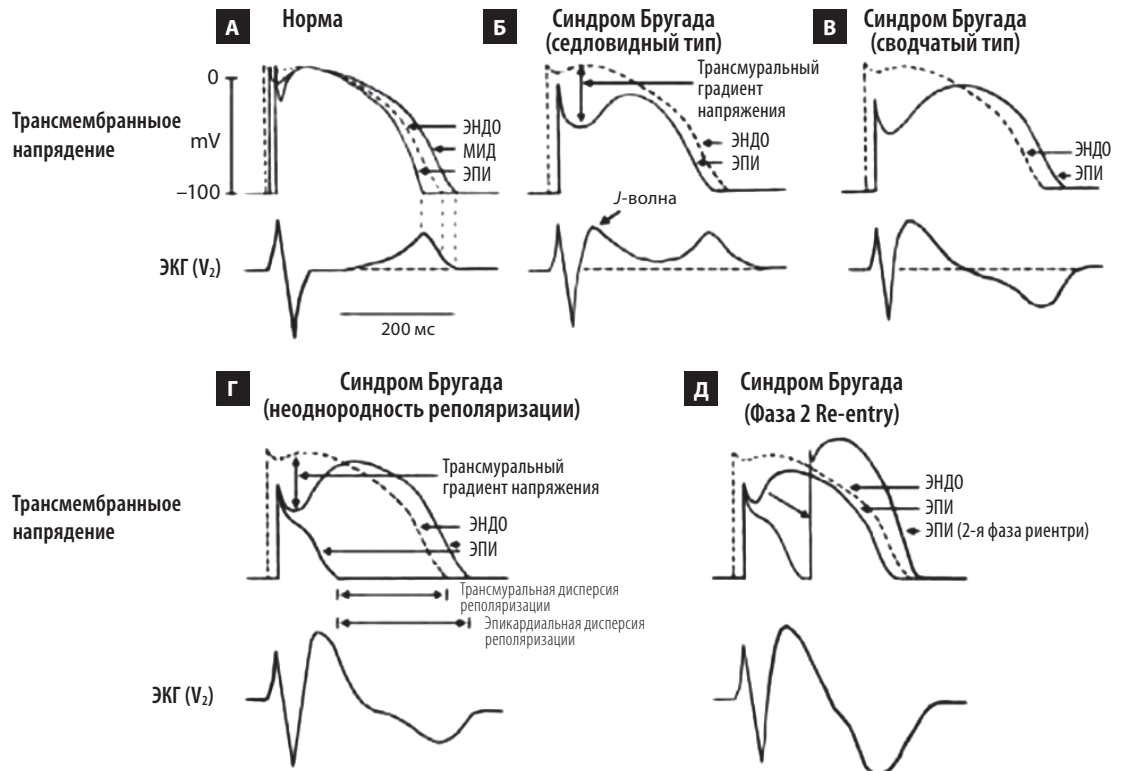 А
Норма
Б
Синдром Бругада
(седловидный тип)
В
Синдром Бругада
(сводчатый тип)
Трансмембранныое
напрядение
0
mV
–100
ЭНДО
МИД
ЭПИ
Трансмуральный
градиент
напряжения
ЭНДО
ЭПИ
ЭНДО
ЭПИ
J-волна
ЭКГ (V₂)
200 мс
Г
Синдром Бругада
(неоднородность реполяризации)
Д
Синдром Бругада
(Фаза 2 Re-entry)
Трансмембранныое
напрядение
Трансмуральный
градиент напряжения
ЭНДО
ЭПИ
Трансмуральная дисперсия
реполяризации
Эпикардиальная дисперсия
реполяризации
ЭНДО
ЭПИ
ЭПИ (2-я фаза риентри)
ЭКГ (V₂)